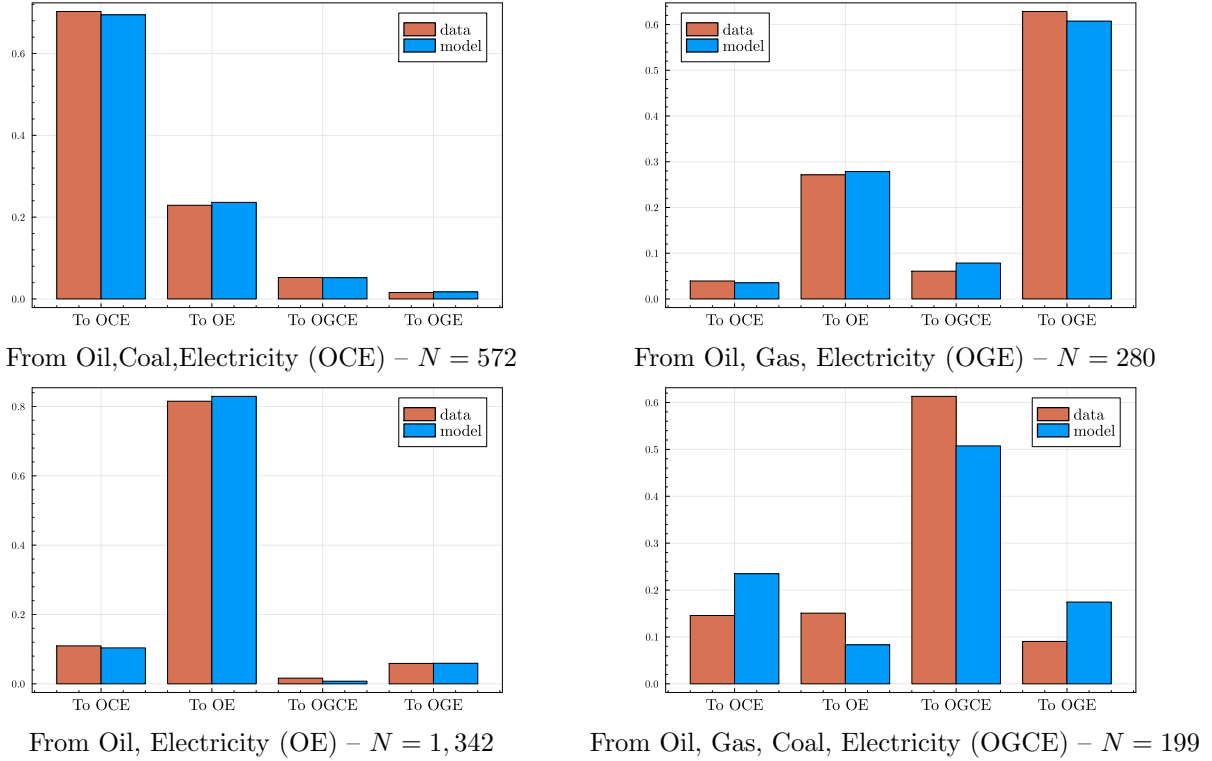 0.6
0.4
0.2
0.0
data
model
To OCE To OE To OGCE To OGE
From Oil,Coal,Electricity (OCE) – N = 572
0.6
0.5
0.4
0.3
0.2
0.1
0.0
data
model
To OCE To OE To OGCE To OGE
From Oil, Gas, Electricity (OGE) – N = 280
0.8
0.6
0.4
0.2
0.0
data
model
To OCE To OE To OGCE To OGE
From Oil, Electricity (OE) – N = 1, 342
0.6
0.5
0.4
0.3
0.2
0.1
0.0
data
model
To OCE To OE To OGCE To OGE
From Oil, Gas, Coal, Electricity (OGCE) – N = 199